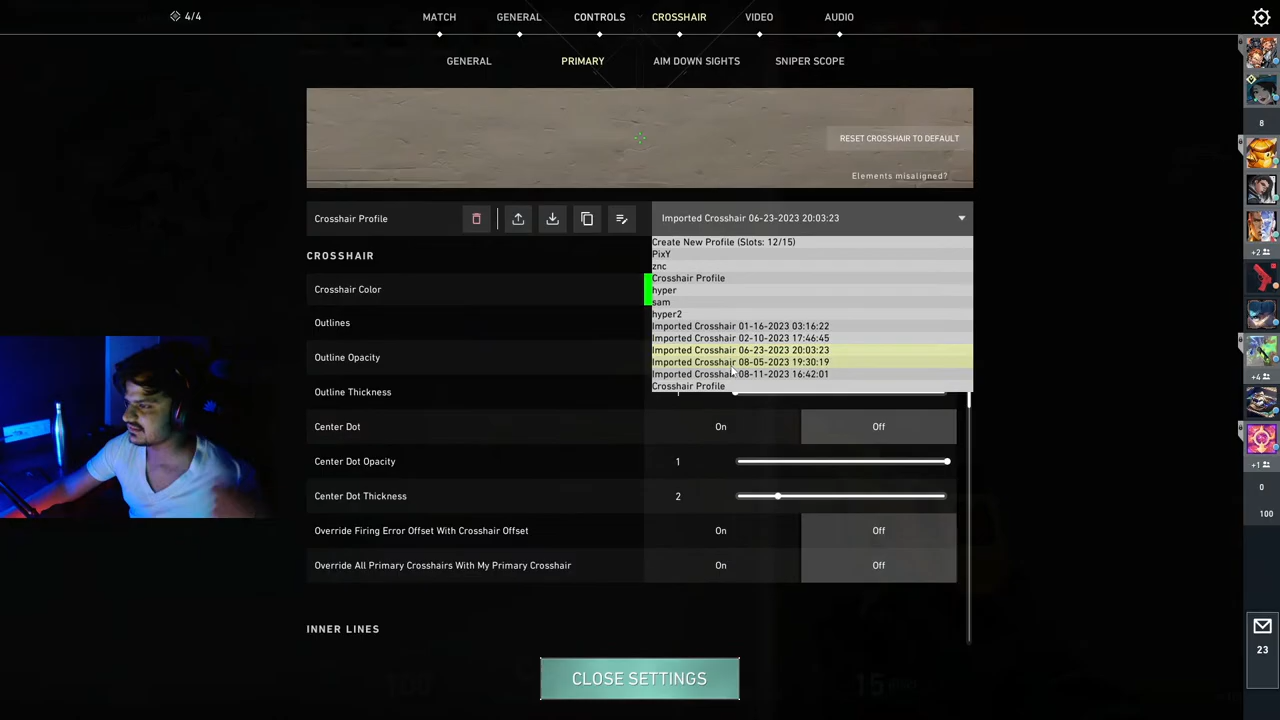 4/4
MATCH
GENERAL
CONTROLS
CROSSHAIR
VIDEO
AUDIO
GENERAL
PRIMARY
AIM DOWN SIGHTS
SNIPER SCOPE
RESET CROSSHAIR TO DEFAULT
Elements misaligned?
Crosshair Profile
Imported Crosshair 06-23-2023 20:03:23
Create New Profile (Slots: 12/15)
PixY
znc
Crosshair Profile
hyper
sam
hyper2
Imported Crosshair 01-16-2023 03:16:22
Imported Crosshair 02-10-2023 17:46:45
Imported Crosshair 06-23-2023 20:03:23
Imported Crosshair 08-05-2023 19:30:19
Imported Crosshair 08-11-2023 16:42:01
Crosshair Profile
CROSSHAIR
Crosshair Color
Outlines
Outline Opacity
Outline Thickness
Center Dot
On
Off
Center Dot Opacity
1
Center Dot Thickness
2
Override Firing Error Offset With Crosshair Offset
On
Off
Override All Primary Crosshairs With My Primary Crosshair
On
Off
INNER LINES
CLOSE SETTINGS
8
+2
+4
+1
0
100
23